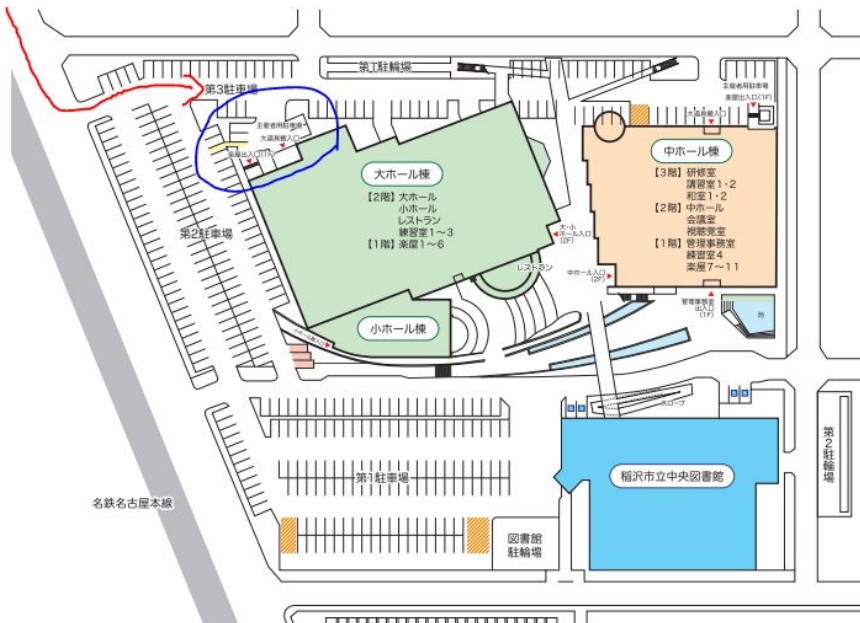 第1駐輪場
第3駐車場
主催者用駐車場
楽屋出入口(1F)
大道具搬入口
主催者用駐車場
大道具搬入口
楽屋出入口(1F)
大ホール棟
【2階】大ホール
小ホール
レストラン
練習室1~3
【1階】楽屋1~6
中ホール棟
【3階】研修室
講習室1・2
和室1・2
【2階】中ホール
会議室
視聴覚室
【1階】管理事務室
練習室4
楽屋7~11
第2駐車場
大・小
ホール入口
(2F)
レストラン
中ホール入口
(2F)
管理事務室
出入口
(1F)
池
小ホール棟
スロープ
第2駐輪場
第1駐車場
稲沢市立中央図書館
名鉄名古屋本線
図書館
駐輪場